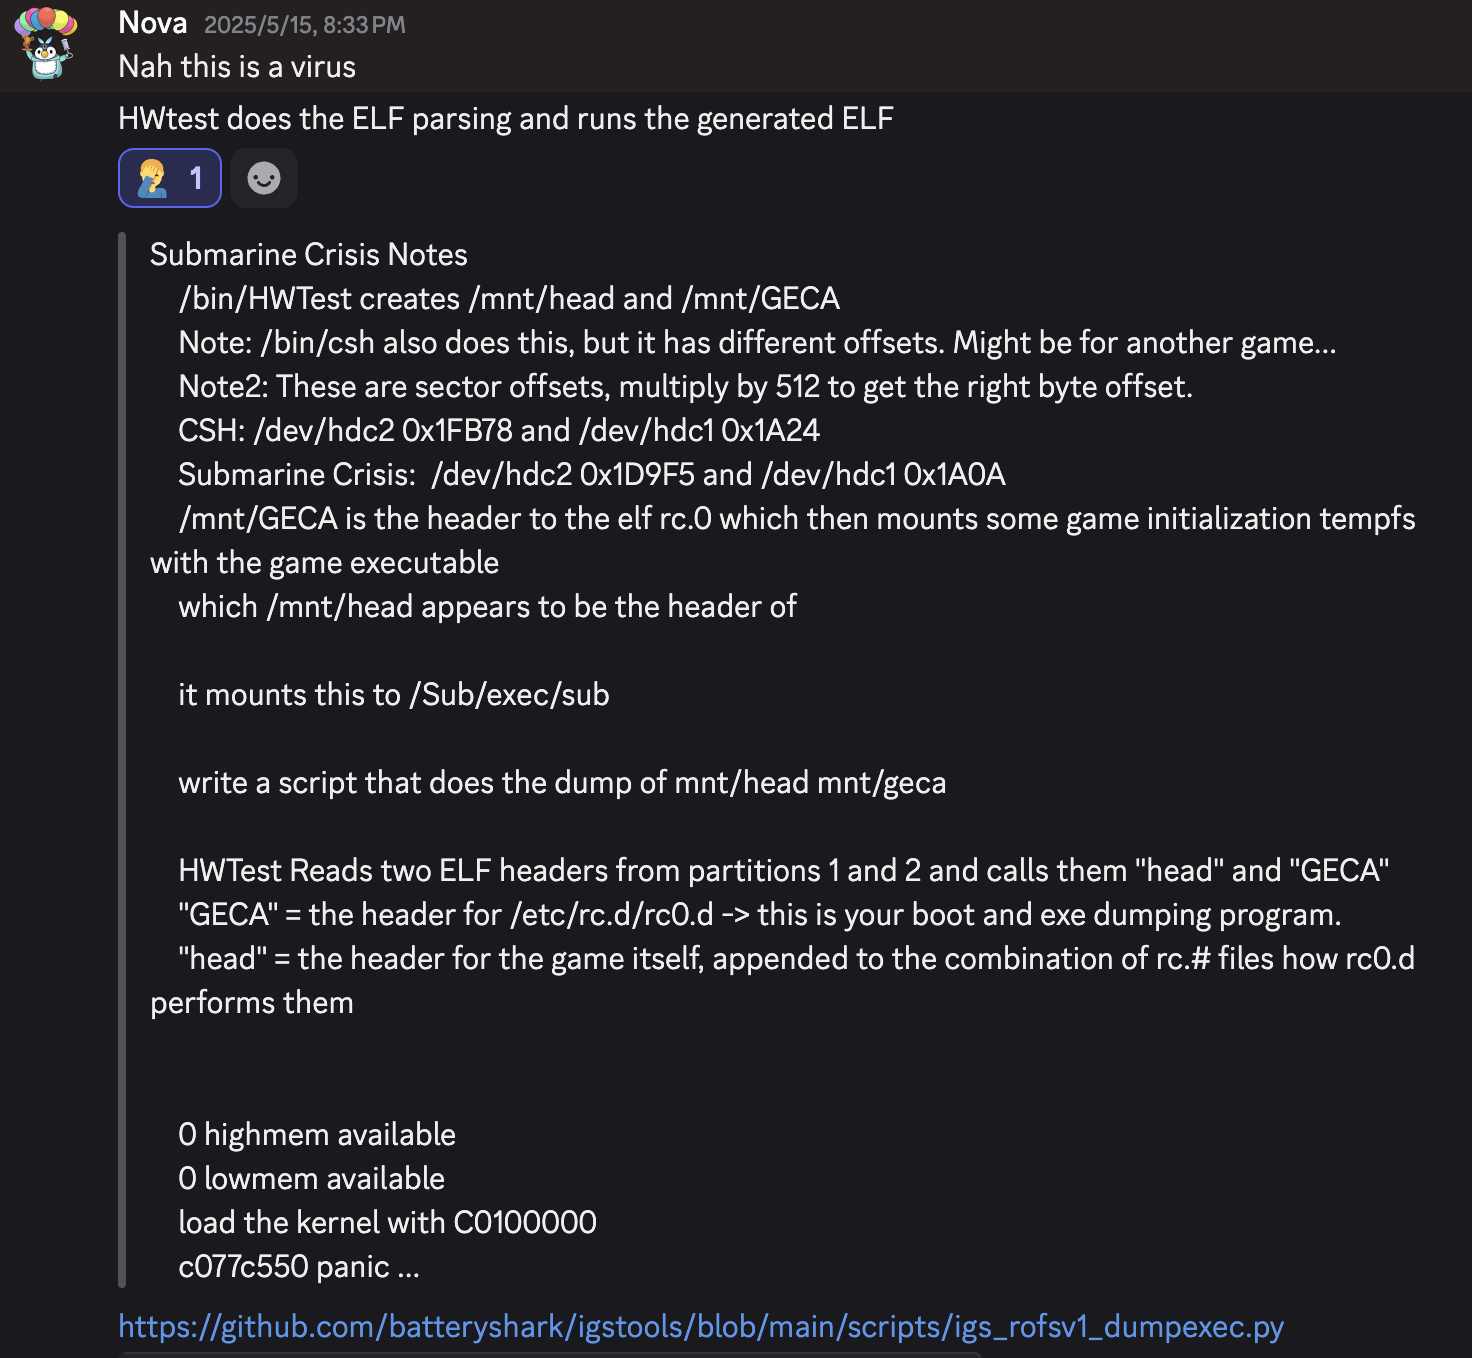 Nova 2025/5/15, 8:33 PM
Nah this is a virus
HWtest does the ELF parsing and runs the generated ELF
1
Submarine Crisis Notes
/bin/HWTest creates /mnt/head and /mnt/GECA
Note: /bin/csh also does this, but it has different offsets. Might be for another game...
Note2: These are sector offsets, multiply by 512 to get the right byte offset.
CSH: /dev/hdc2 0x1FB78 and /dev/hdc1 0x1A24
Submarine Crisis:  /dev/hdc2 0x1D9F5 and /dev/hdc1 0x1A0A
/mnt/GECA is the header to the elf rc.0 which then mounts some game initialization tempfs
with the game executable
which /mnt/head appears to be the header of
it mounts this to /Sub/exec/sub
write a script that does the dump of mnt/head mnt/geca
HWTest Reads two ELF headers from partitions 1 and 2 and calls them "head" and "GECA"
"GECA" = the header for /etc/rc.d/rc0.d -> this is your boot and exe dumping program.
"head" = the header for the game itself, appended to the combination of rc.# files how rc0.d
performs them
0 highmem available
0 lowmem available
load the kernel with C0100000
c077c550 panic ...
https://github.com/batteryshark/igstools/blob/main/scripts/igs_rofsv1_dumpexec.py